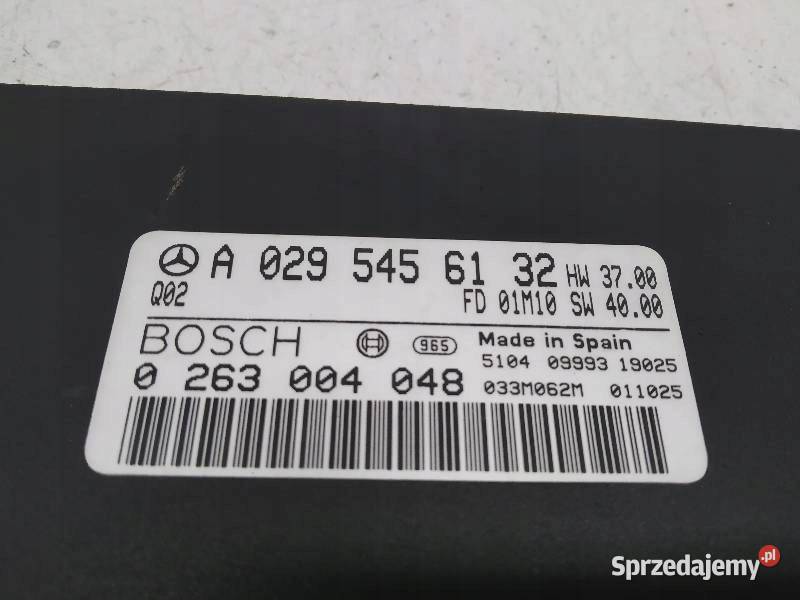 A 029 545 61 32 HW 37.00
Q02 FD 01M10 SW 40.00
BOSCH 965 Made in Spain
5104 09993 19025
0 263 004 048 033M062M 011025
Sprzedajemy.pl